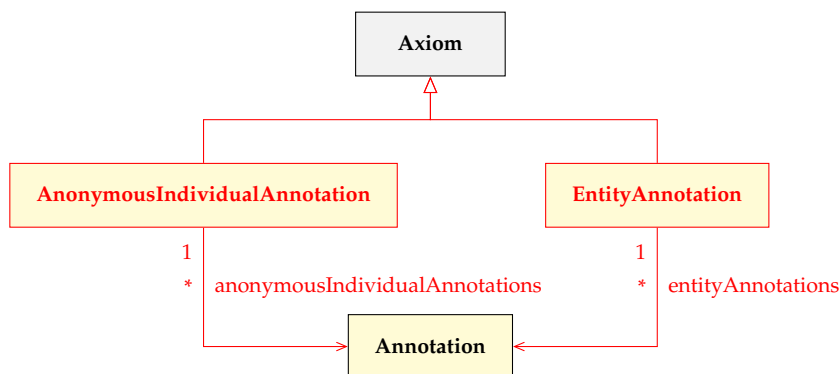 Axiom
AnonymousIndividualAnnotation
EntityAnnotation
1
1
* anonymousIndividualAnnotations
* entityAnnotations
Annotation